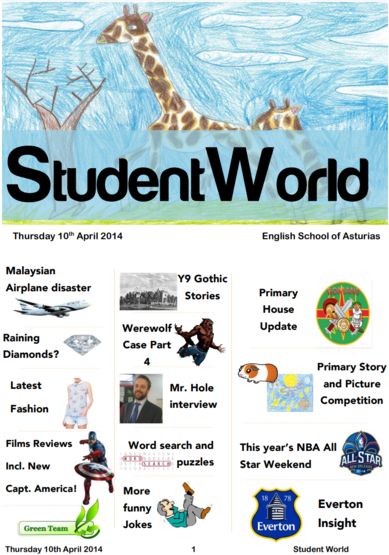 StudentWorld
Thursday 10th April 2014
English School of Asturias
Malaysian
Airplane disaster
Raining
Diamonds?
Latest
Fashion
Films Reviews
Incl. New
Capt. America!
Green Team
Y9 Gothic
Stories
Werewolf
Case Part
4
Mr. Hole
interview
Word search and
puzzles
More
funny
Jokes
Primary
House
Update
Primary Story
and Picture
Competition
This year's NBA All
Star Weekend
ALL STAR
18 78
Everton
Everton
Insight
Thursday 10th April 2014
1
Student World